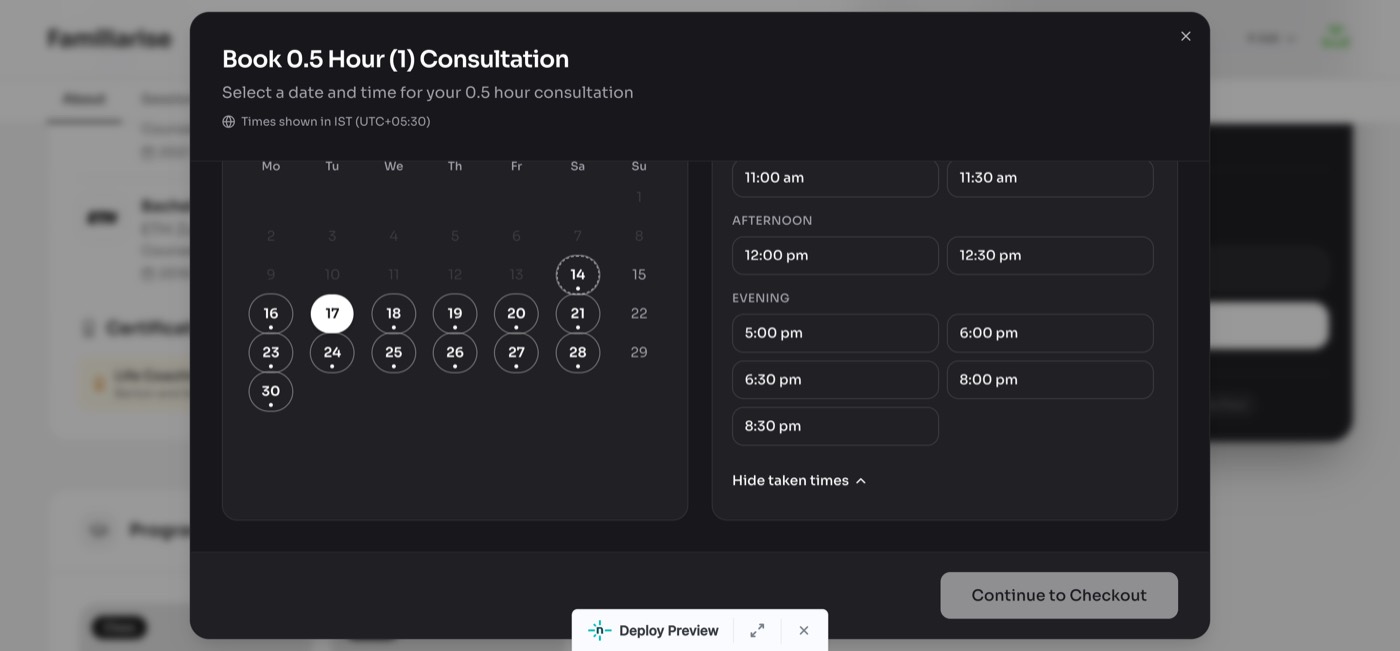 Familiarise
Book 0.5 Hour (1) Consultation
Select a date and time for your 0.5 hour consultation
Times shown in IST (UTC+05:30)
About
Mo Tu We Th Fr Sa Su
1
2 3 4 5 6 7 8
9 10 11 12 13 14 15
16 17 18 19 20 21 22
23 24 25 26 27 28 29
30
11:00 am 11:30 am
AFTERNOON
12:00 pm 12:30 pm
EVENING
5:00 pm 6:00 pm
6:30 pm 8:00 pm
8:30 pm
Hide taken times
Continue to Checkout
Deploy Preview